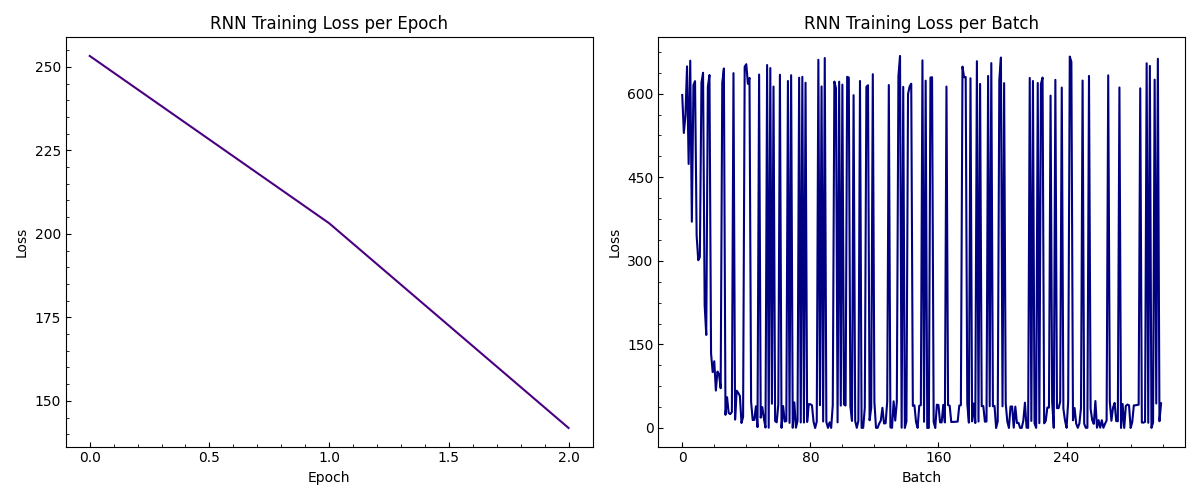 RNN Training Loss per Epoch
250
225
200
175
150
Loss
0.0 0.5 1.0 1.5 2.0
Epoch
RNN Training Loss per Batch
600
450
300
150
0
Loss
0 80 160 240
Batch